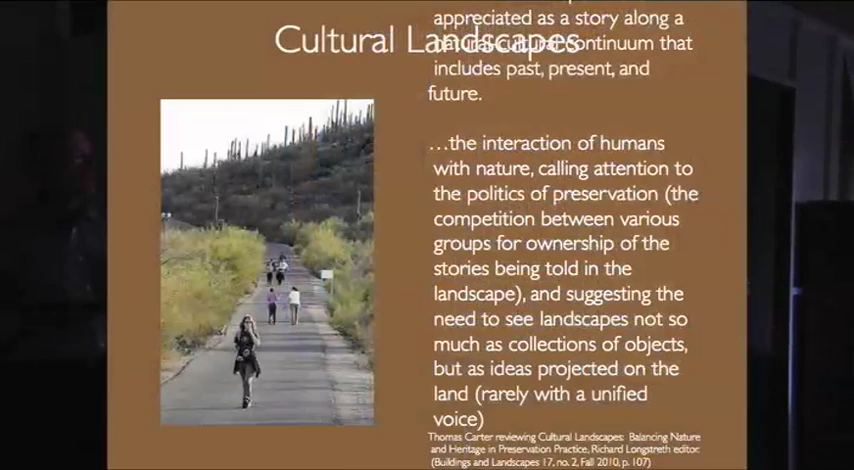 Cultural Landscapes
appreciated as a story along a
natural-cultural continuum that
includes past, present, and
future.
…the interaction of humans
with nature, calling attention to
the politics of preservation (the
competition between various
groups for ownership of the
stories being told in the
landscape), and suggesting the
need to see landscapes not so
much as collections of objects,
but as ideas projected on the
land (rarely with a unified
voice)
Thomas Carter reviewing Cultural Landscapes: Balancing Nature
and Heritage in Preservation Practice, Richard Longstreth editor.
(Buildings and Landscapes 17, no. 2, Fall 2010, p. 107)